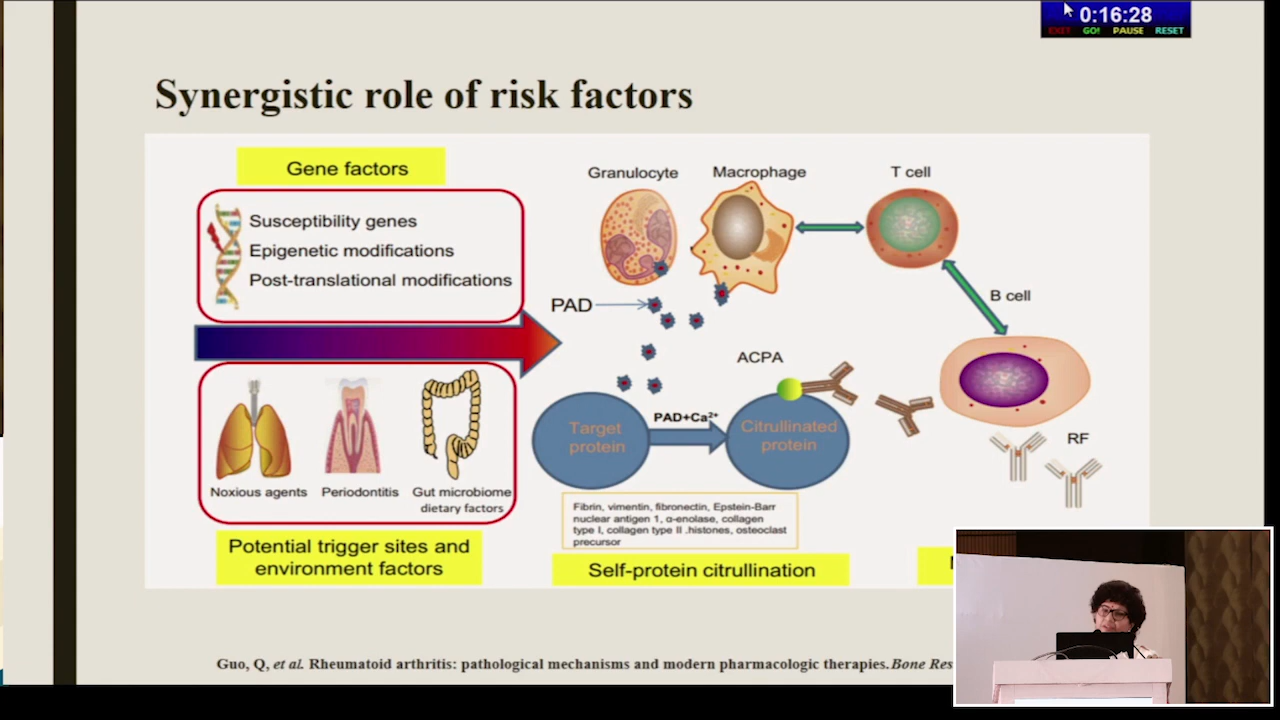 0:16:28
EXIT GO! PAUSE RESET
Synergistic role of risk factors
Gene factors
Susceptibility genes
Epigenetic modifications
Post-translational modifications
Noxious agents
Periodontitis
Gut microbiome
dietary factors
Potential trigger sites and
environment factors
Granulocyte
Macrophage
T cell
PAD
B cell
ACPA
PAD+Ca²⁺
Target
protein
Citrullinated
protein
RF
Fibrin, vimentin, fibronectin, Epstein-Barr
nuclear antigen 1, α-enolase, collagen
type I, collagen type II .histones, osteoclast
precursor
Self-protein citrullination
Guo, Q, et al. Rheumatoid arthritis: pathological mechanisms and modern pharmacologic therapies. Bone Res